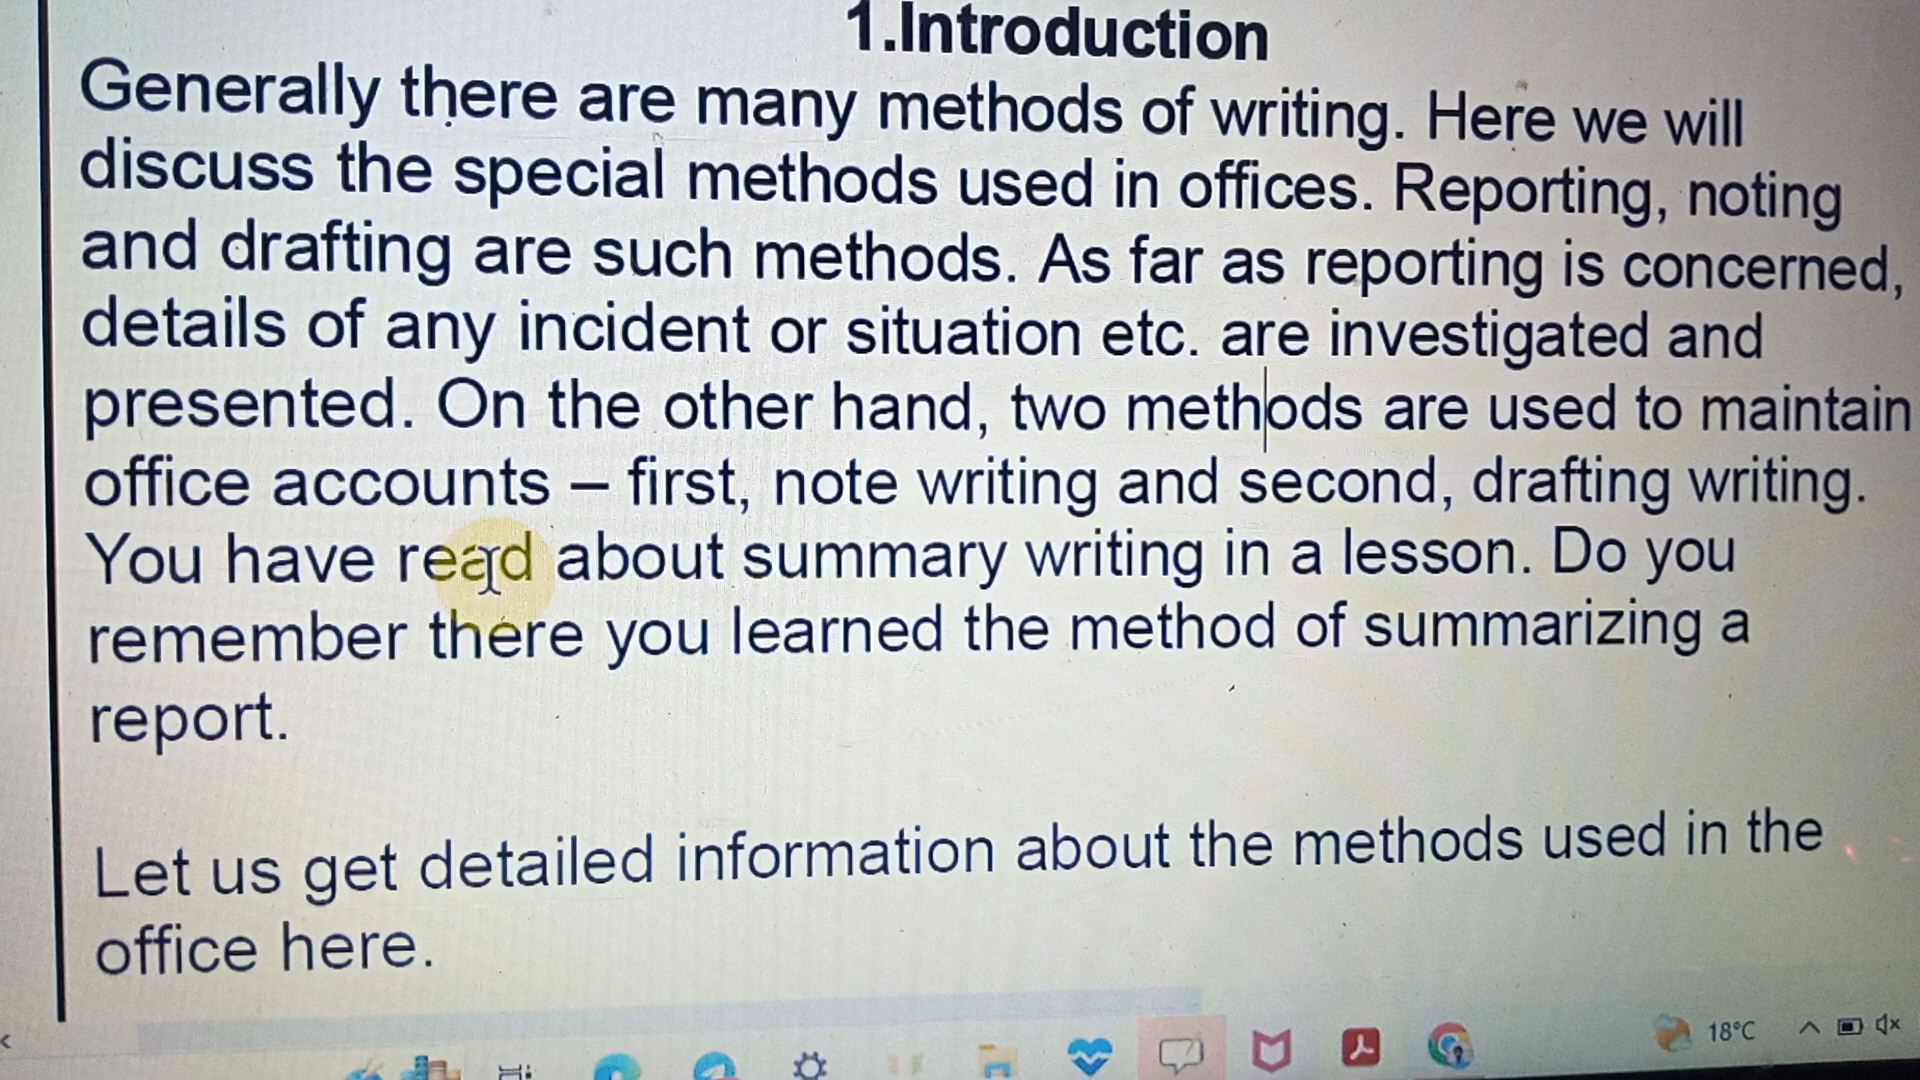 1.Introduction
Generally there are many methods of writing. Here we will
discuss the special methods used in offices. Reporting, noting
and drafting are such methods. As far as reporting is concerned,
details of any incident or situation etc. are investigated and
presented. On the other hand, two methods are used to maintain
office accounts – first, note writing and second, drafting writing.
You have read about summary writing in a lesson. Do you
remember there you learned the method of summarizing a
report.
Let us get detailed information about the methods used in the
office here.
18°C